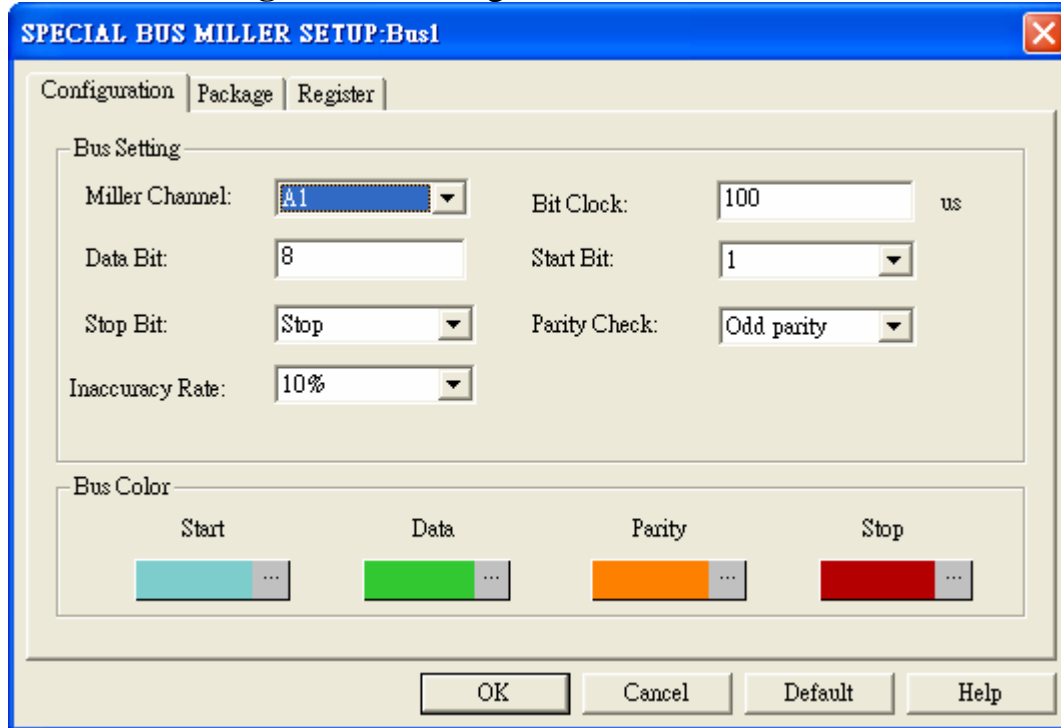 SPECIAL BUS MILLER SETUP:Bus1
Configuration Package Register
Bus Setting
Miller Channel: A1 Bit Clock: 100 us
Data Bit: 8 Start Bit: 1
Stop Bit: Stop Parity Check: Odd parity
Inaccuracy Rate: 10%
Bus Color
Start Data Parity Stop
... ... ... ...
OK Cancel Default Help